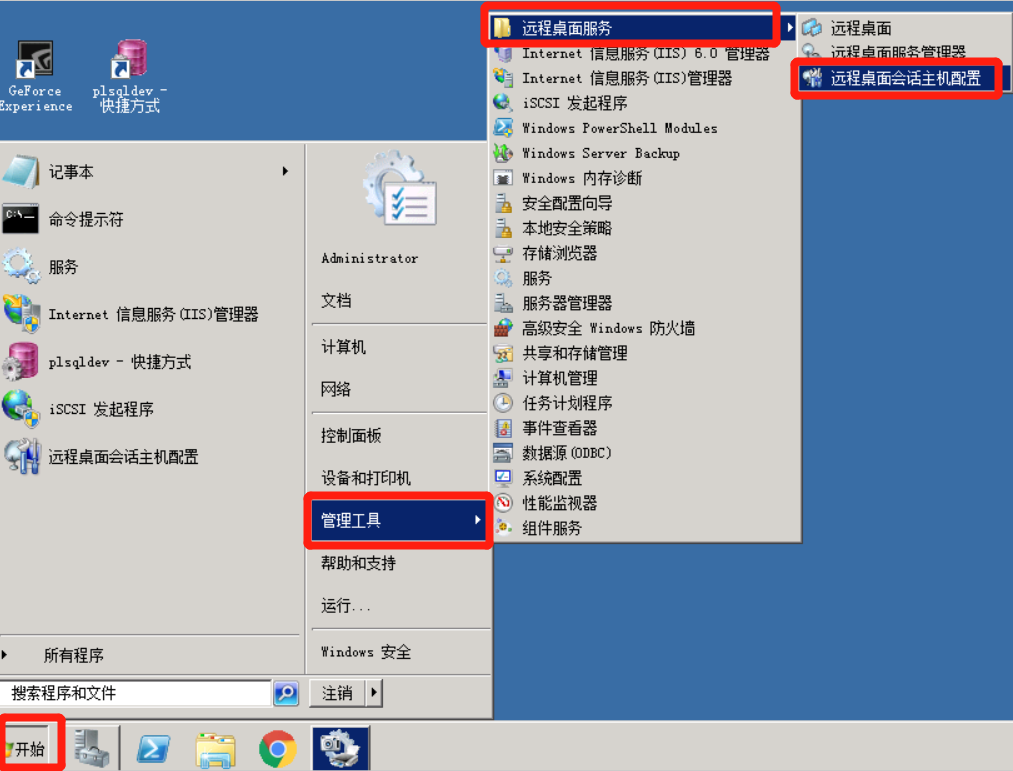 GeForce
Experience
plsqldev -
快捷方式
记事本
命令提示符
服务
Internet 信息服务(IIS)管理器
plsqldev - 快捷方式
iSCSI 发起程序
远程桌面会话主机配置
所有程序
搜索程序和文件
Administrator
文档
计算机
网络
控制面板
设备和打印机
管理工具
帮助和支持
运行...
Windows 安全
注销
远程桌面服务
Internet 信息服务(IIS) 6.0 管理器
Internet 信息服务(IIS)管理器
iSCSI 发起程序
Windows PowerShell Modules
Windows Server Backup
Windows 内存诊断
安全配置向导
本地安全策略
存储浏览器
服务
服务器管理器
高级安全 Windows 防火墙
共享和存储管理
计算机管理
任务计划程序
事件查看器
数据源(ODBC)
系统配置
性能监视器
组件服务
远程桌面
远程桌面服务管理器
远程桌面会话主机配置
开始